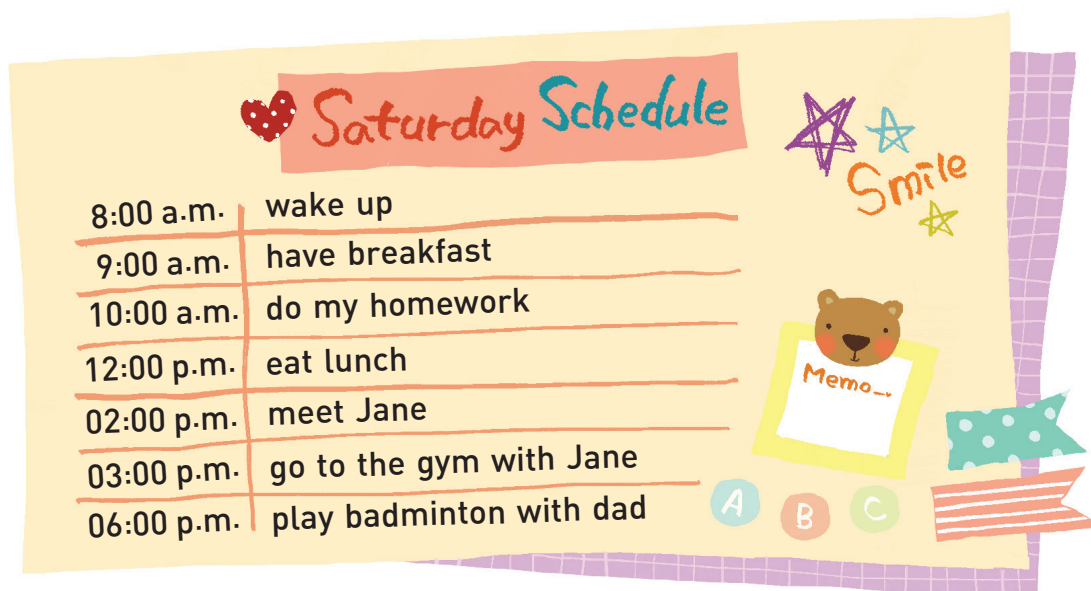 Saturday Schedule
8:00 a.m. wake up
9:00 a.m. have breakfast
10:00 a.m. do my homework
12:00 p.m. eat lunch
02:00 p.m. meet Jane
03:00 p.m. go to the gym with Jane
06:00 p.m. play badminton with dad
Smile
Memo
A B C